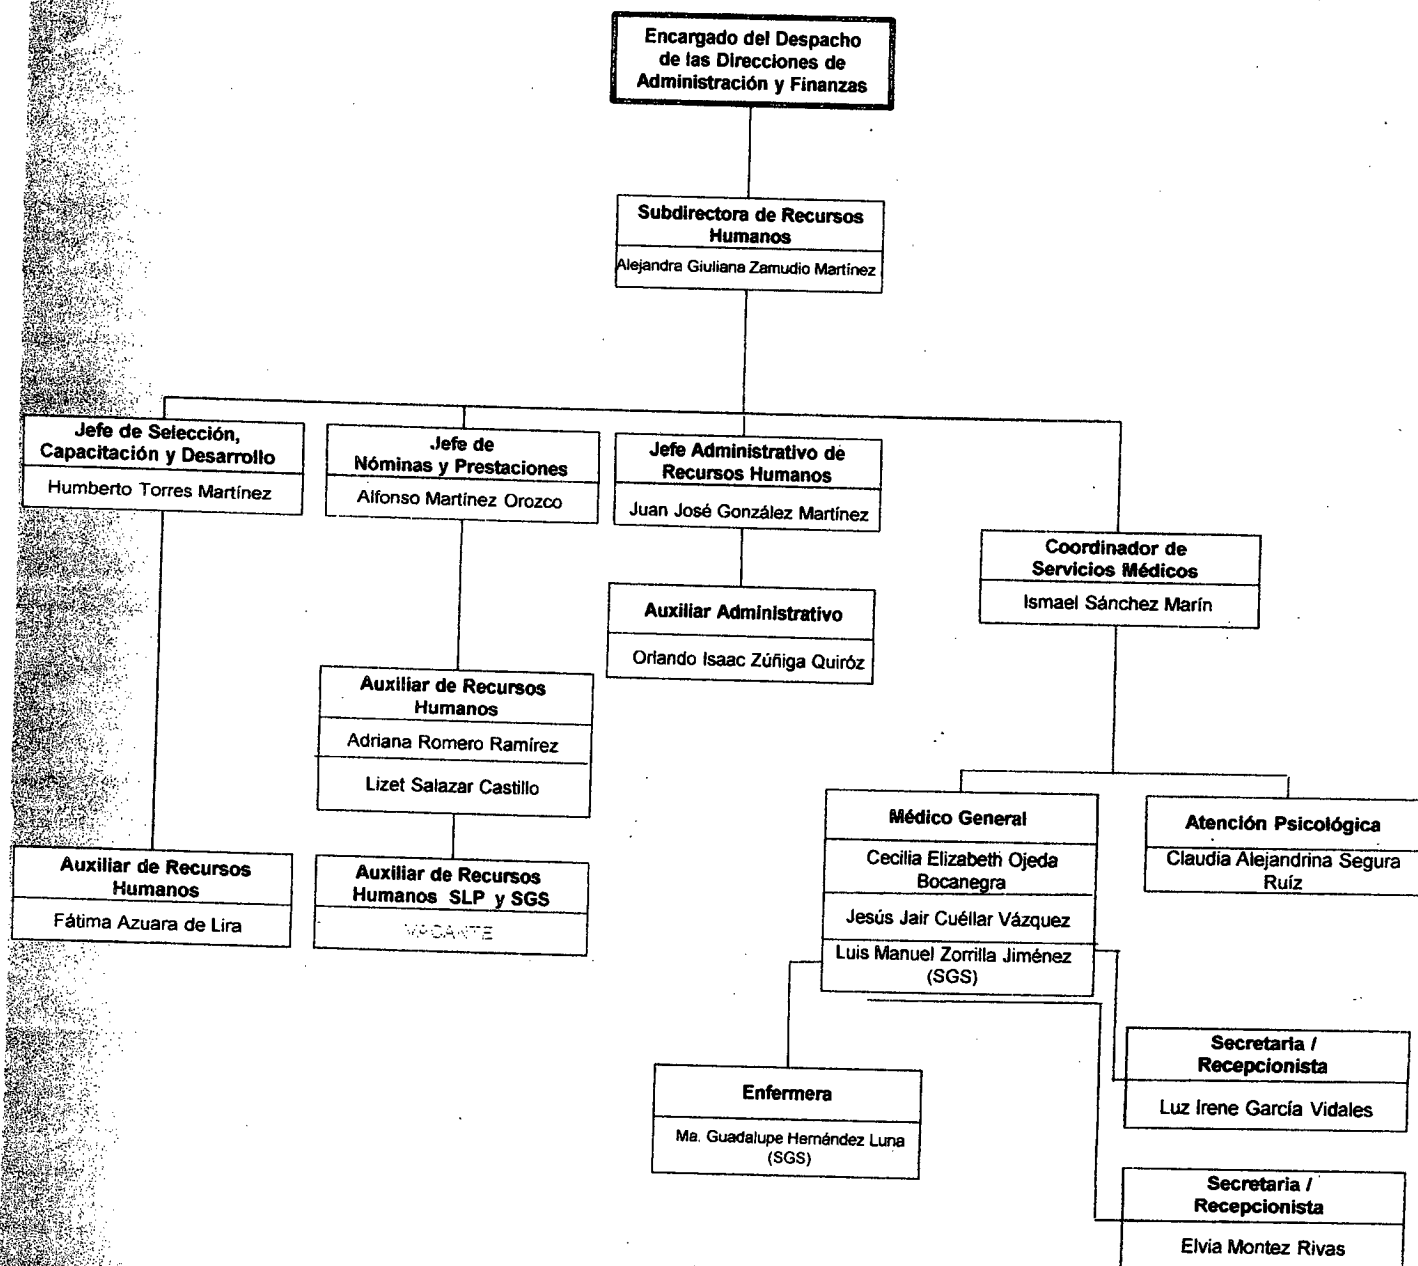 Encargado del Despacho
de las Direcciones de
Administración y Finanzas
Subdirectora de Recursos
Humanos
Alejandra Giuliana Zamudio Martínez
Jefe de Selección,
Capacitación y Desarrollo
Humberto Torres Martínez
Jefe de
Nóminas y Prestaciones
Alfonso Martínez Orozco
Jefe Administrativo de
Recursos Humanos
Juan José González Martínez
Coordinador de
Servicios Médicos
Ismael Sánchez Marín
Auxiliar Administrativo
Orlando Isaac Zúñiga Quiróz
Auxiliar de Recursos
Humanos
Adriana Romero Ramírez
Lizet Salazar Castillo
Auxiliar de Recursos
Humanos
Fátima Azuara de Lira
Auxiliar de Recursos
Humanos SLP y SGS
VACANTE
Médico General
Cecilia Elizabeth Ojeda
Bocanegra
Jesús Jair Cuéllar Vázquez
Luis Manuel Zorrilla Jiménez
(SGS)
Atención Psicológica
Claudia Alejandrina Segura
Ruíz
Enfermera
Ma. Guadalupe Hernández Luna
(SGS)
Secretaria /
Recepcionista
Luz Irene García Vidales
Secretaria /
Recepcionista
Elvia Montez Rivas